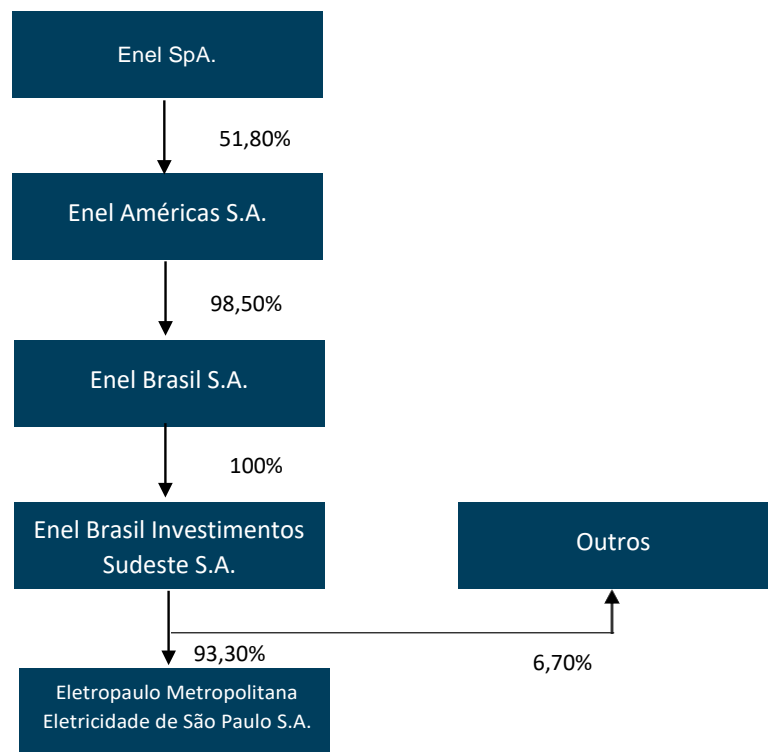 Enel SpA.
51,80%
Enel Américas S.A.
98,50%
Enel Brasil S.A.
100%
Enel Brasil Investimentos
Sudeste S.A.
Outros
93,30%
6,70%
Eletropaulo Metropolitana
Eletricidade de São Paulo S.A.